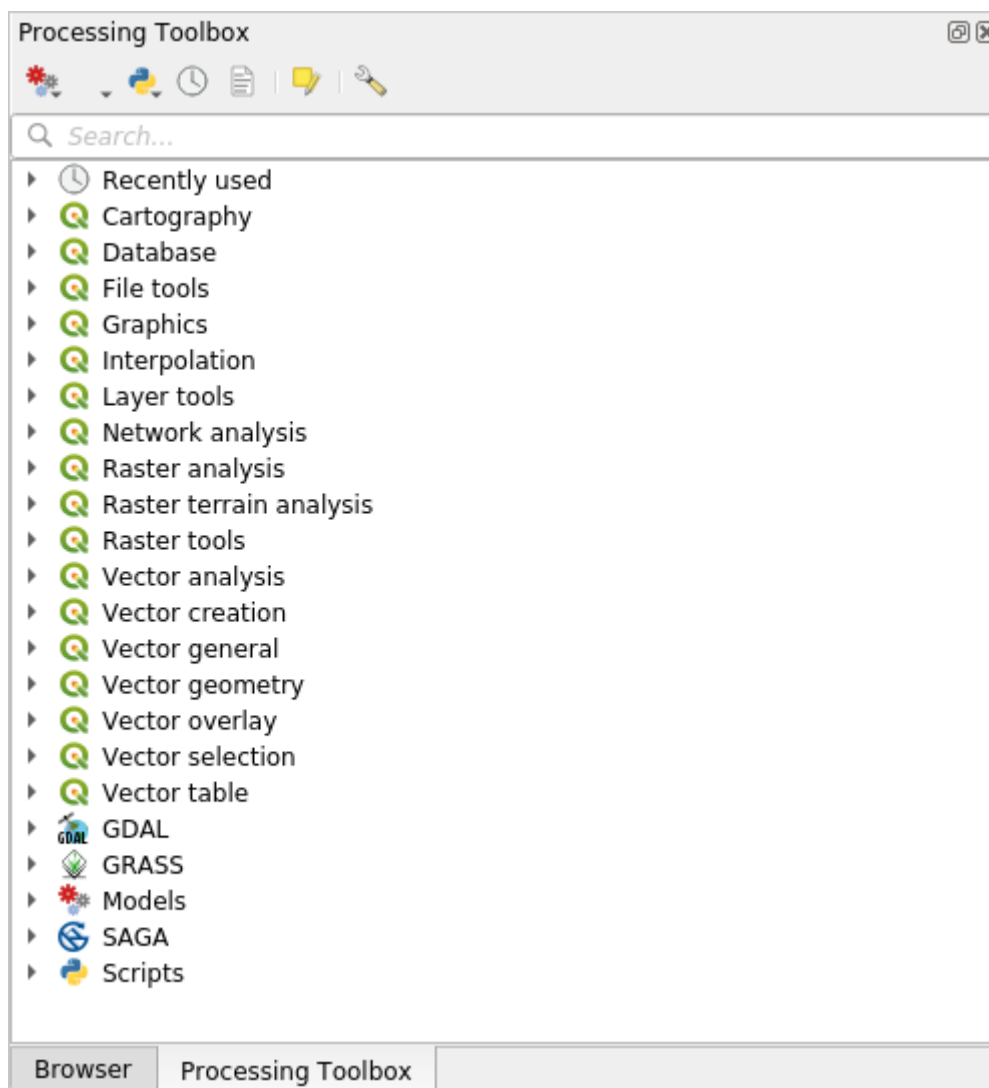 Processing Toolbox
Search...
Recently used
Cartography
Database
File tools
Graphics
Interpolation
Layer tools
Network analysis
Raster analysis
Raster terrain analysis
Raster tools
Vector analysis
Vector creation
Vector general
Vector geometry
Vector overlay
Vector selection
Vector table
GDAL GDAL
GRASS
Models
SAGA
Scripts
Browser Processing Toolbox